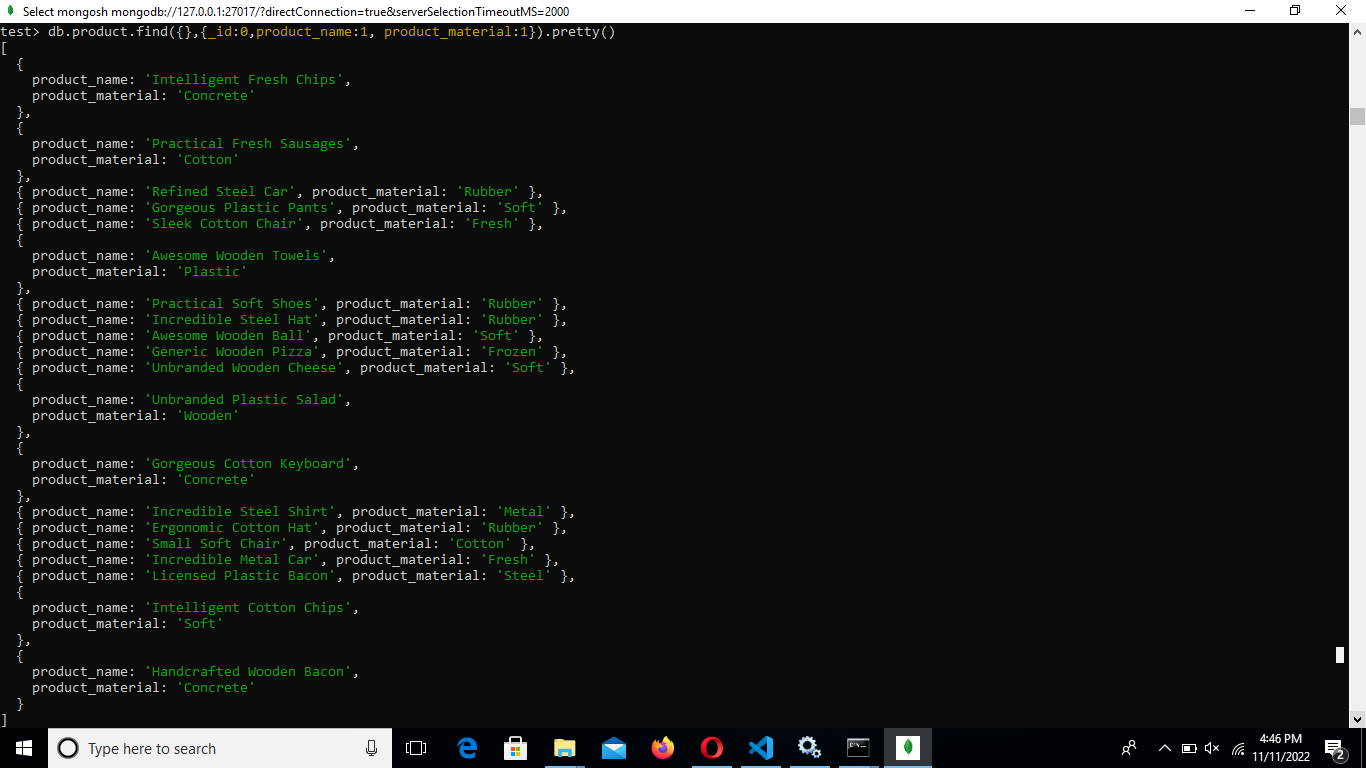 Select mongosh mongodb://127.0.0.1:27017/?directConnection=true&serverSelectionTimeoutMS=2000
test> db.product.find({},{_id:0,product_name:1, product_material:1}).pretty()
[
  {
    product_name: 'Intelligent Fresh Chips',
    product_material: 'Concrete'
  },
  {
    product_name: 'Practical Fresh Sausages',
    product_material: 'Cotton'
  },
  { product_name: 'Refined Steel Car', product_material: 'Rubber' },
  { product_name: 'Gorgeous Plastic Pants', product_material: 'Soft' },
  { product_name: 'Sleek Cotton Chair', product_material: 'Fresh' },
  {
    product_name: 'Awesome Wooden Towels',
    product_material: 'Plastic'
  },
  { product_name: 'Practical Soft Shoes', product_material: 'Rubber' },
  { product_name: 'Incredible Steel Hat', product_material: 'Rubber' },
  { product_name: 'Awesome Wooden Ball', product_material: 'Soft' },
  { product_name: 'Generic Wooden Pizza', product_material: 'Frozen' },
  { product_name: 'Unbranded Wooden Cheese', product_material: 'Soft' },
  {
    product_name: 'Unbranded Plastic Salad',
    product_material: 'Wooden'
  },
  {
    product_name: 'Gorgeous Cotton Keyboard',
    product_material: 'Concrete'
  },
  { product_name: 'Incredible Steel Shirt', product_material: 'Metal' },
  { product_name: 'Ergonomic Cotton Hat', product_material: 'Rubber' },
  { product_name: 'Small Soft Chair', product_material: 'Cotton' },
  { product_name: 'Incredible Metal Car', product_material: 'Fresh' },
  { product_name: 'Licensed Plastic Bacon', product_material: 'Steel' },
  {
    product_name: 'Intelligent Cotton Chips',
    product_material: 'Soft'
  },
  {
    product_name: 'Handcrafted Wooden Bacon',
    product_material: 'Concrete'
  }
]
Type here to search
4:46 PM
11/11/2022
2